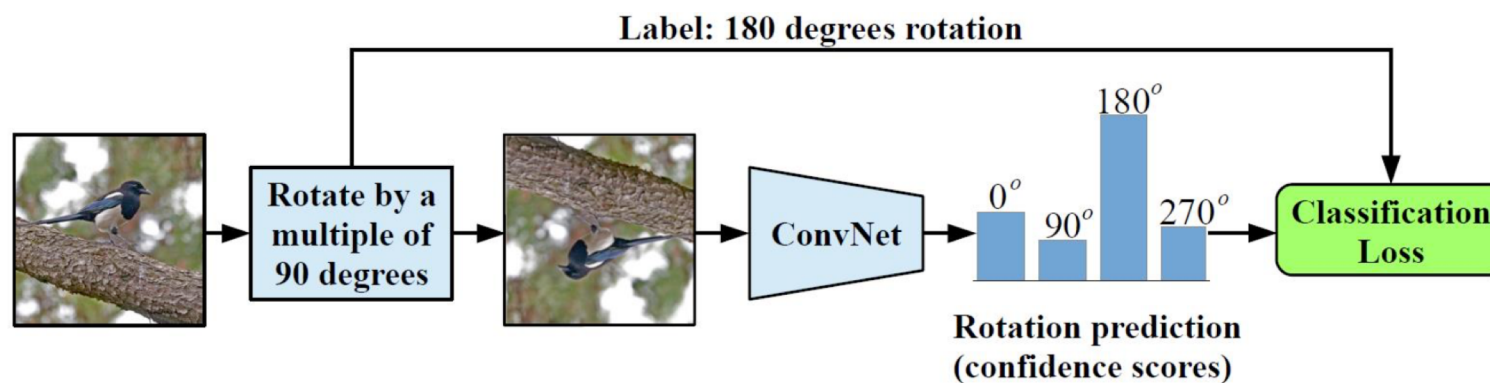 Label: 180 degrees rotation
Rotate by a
multiple of
90 degrees
ConvNet
0°
90°
180°
270°
Rotation prediction
(confidence scores)
Classification
Loss